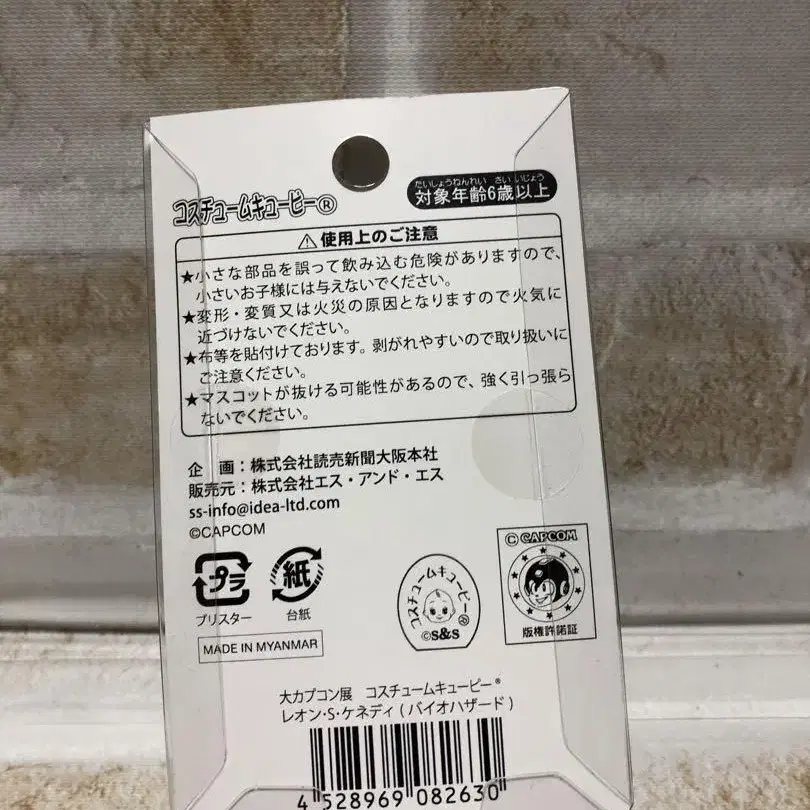 コスチュームキューピー®
たいしょうねんれい さい いじょう
対象年齢6歳以上
⚠使用上のご注意
★小さな部品を誤って飲み込む危険がありますので、
小さいお子様には与えないでください。
★変形・変質又は火災の原因となりますので火気に
近づけないでください。
★布等を貼付けております。剥がれやすいので取り扱いに
ご注意ください。
★マスコットが抜ける可能性があるので、強く引っ張ら
ないでください。
企　画：株式会社読売新聞大阪本社
販売元：株式会社エス・アンド・エス
ss-info@idea-ltd.com
©CAPCOM
プラ
ブリスター
紙
台紙
MADE IN MYANMAR
コスチュームキューピー®
©S&S
© CAPCOM
版権許諾証
大カプコン展　コスチュームキューピー®
レオン・S・ケネディ(バイオハザード)
4 528969 082630